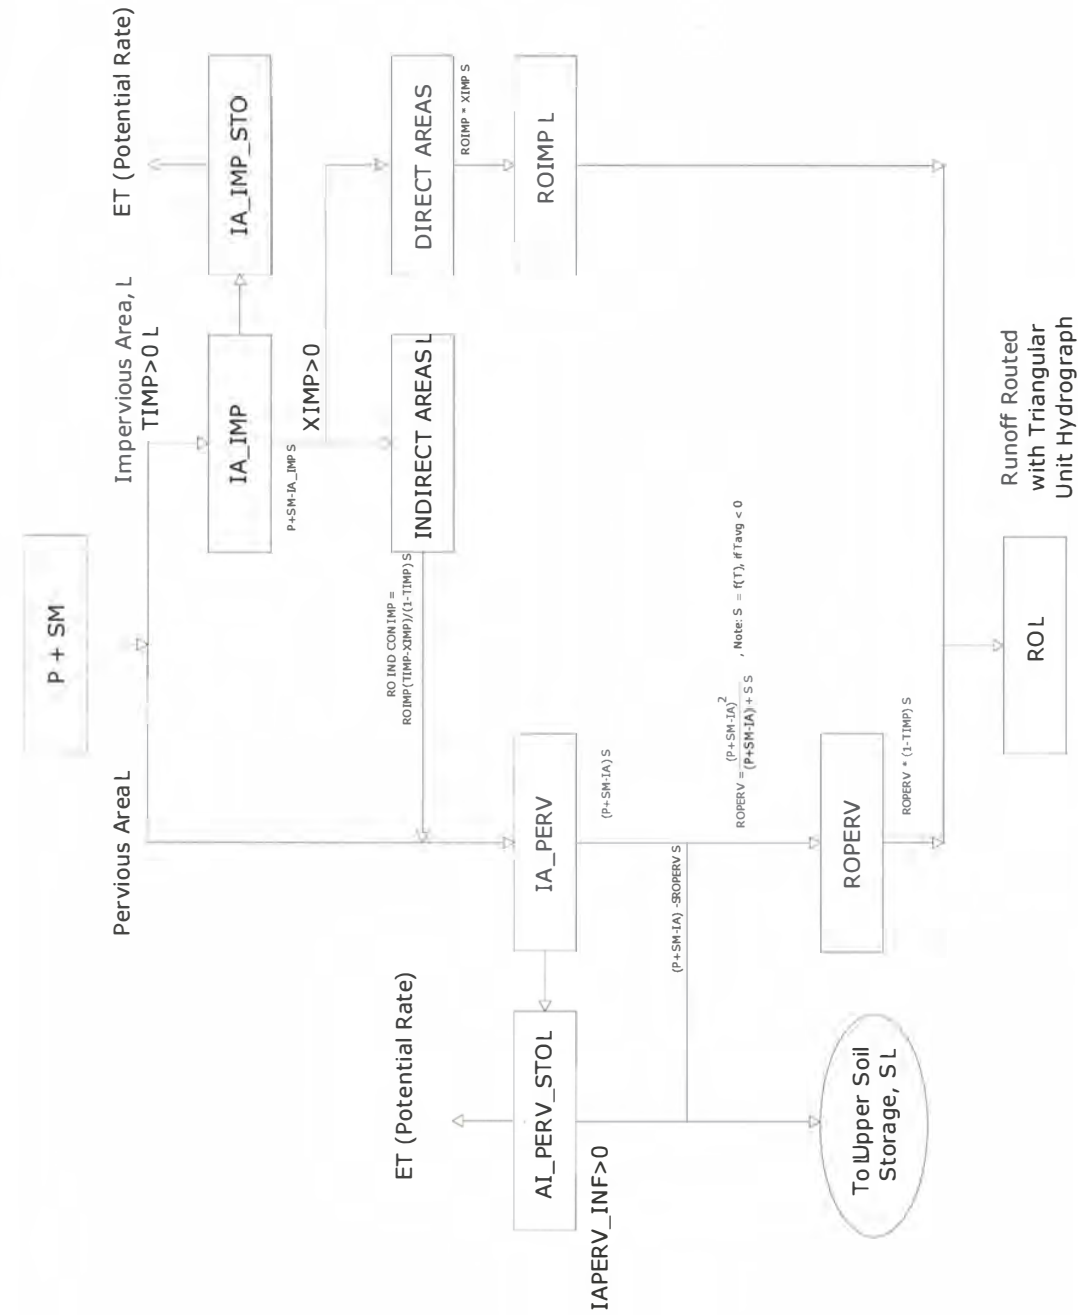 P + SM
Pervious Area L
Impervious Area, L
TIMP>0 L
ET (Potential Rate)
IA_IMP
IA_IMP_STO
P+SM-IA_IMP S
XIMP>0
INDIRECT AREAS L
DIRECT AREAS
RO IND CON IMP =
ROIMP(TIMP-XIMP)/(1-TIMP) S
ROIMP * XIMP S
ROIMP L
ET (Potential Rate)
AI_PERV_STO L
IA_PERV
IAPERV_INF>0
(P+SM-IA) S
(P+SM-IA) -SROPERV S
ROPERV = (P+SM-IA)2
(P+SM-IA) + S S
, Note: S = f(T), if Tavg < 0
To Upper Soil
Storage, S L
ROPERV
ROPERV * (1-TIMP) S
RO L
Runoff Routed
with Triangular
Unit Hydrograph